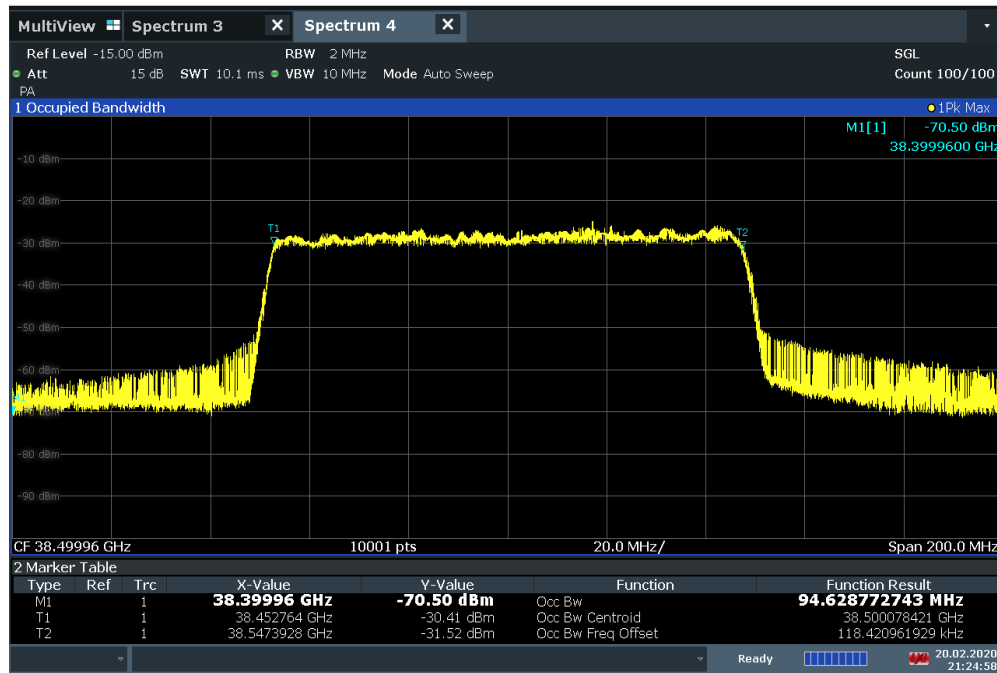 MultiView Spectrum 3 X Spectrum 4 X
Ref Level -15.00 dBm RBW 2 MHz SGL
Att 15 dB SWT 10.1 ms VBW 10 MHz Mode Auto Sweep Count 100/100
PA
1 Occupied Bandwidth 1Pk Max
M1[1] -70.50 dBm
38.3999600 GHz
-10 dBm
-20 dBm
T1
T2
-30 dBm
-40 dBm
-50 dBm
-60 dBm
-70 dBm
-80 dBm
-90 dBm
CF 38.49996 GHz 10001 pts 20.0 MHz/ Span 200.0 MHz
2 Marker Table
Type Ref Trc X-Value Y-Value Function Function Result
M1 1 38.39996 GHz -70.50 dBm Occ Bw 94.628772743 MHz
T1 1 38.452764 GHz -30.41 dBm Occ Bw Centroid 38.500078421 GHz
T2 1 38.5473928 GHz -31.52 dBm Occ Bw Freq Offset 118.420961929 kHz
Ready 20.02.2020
21:24:58